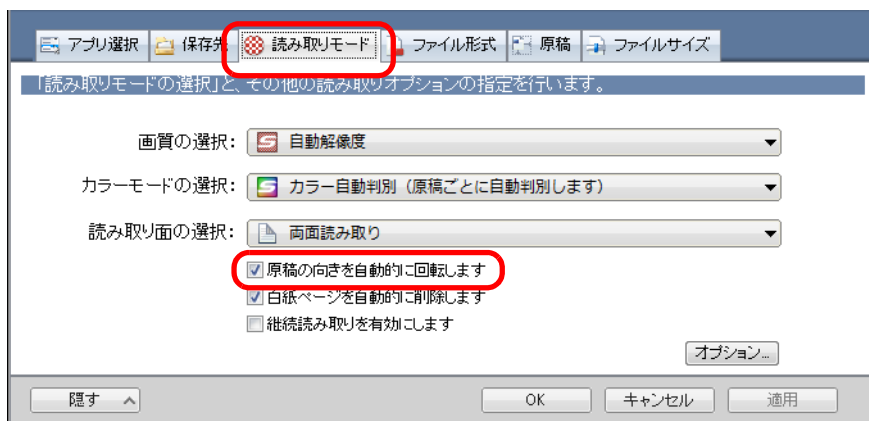 アプリ選択 保存先 読み取りモード ファイル形式 原稿 ファイルサイズ
「読み取りモードの選択」と、その他の読み取りオプションの指定を行います。
画質の選択: 自動解像度
カラーモードの選択: カラー自動判別（原稿ごとに自動判別します）
読み取り面の選択: 両面読み取り
原稿の向きを自動的に回転します
白紙ページを自動的に削除します
継続読み取りを有効にします
オプション...
隠す OK キャンセル 適用